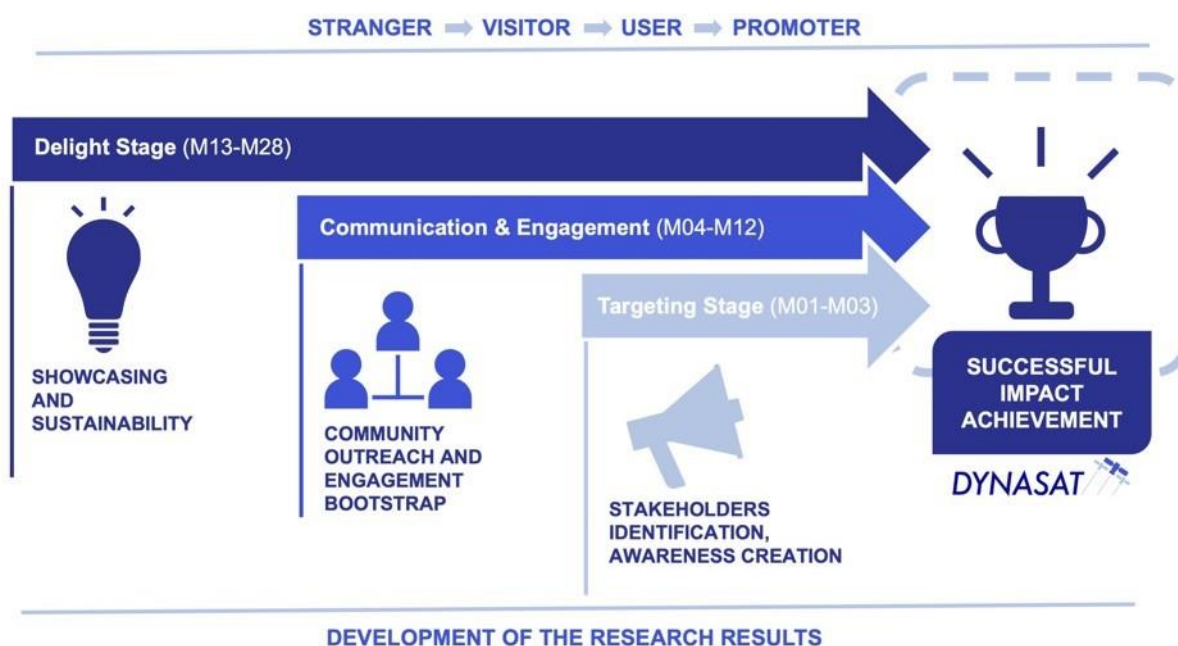 STRANGER VISITOR USER PROMOTER
Delight Stage (M13-M28)
SHOWCASING
AND
SUSTAINABILITY
Communication & Engagement (M04-M12)
COMMUNITY
OUTREACH AND
ENGAGEMENT
BOOTSTRAP
Targeting Stage (M01-M03)
STAKEHOLDERS
IDENTIFICATION,
AWARENESS CREATION
SUCCESSFUL
IMPACT
ACHIEVEMENT
DYNASAT
DEVELOPMENT OF THE RESEARCH RESULTS